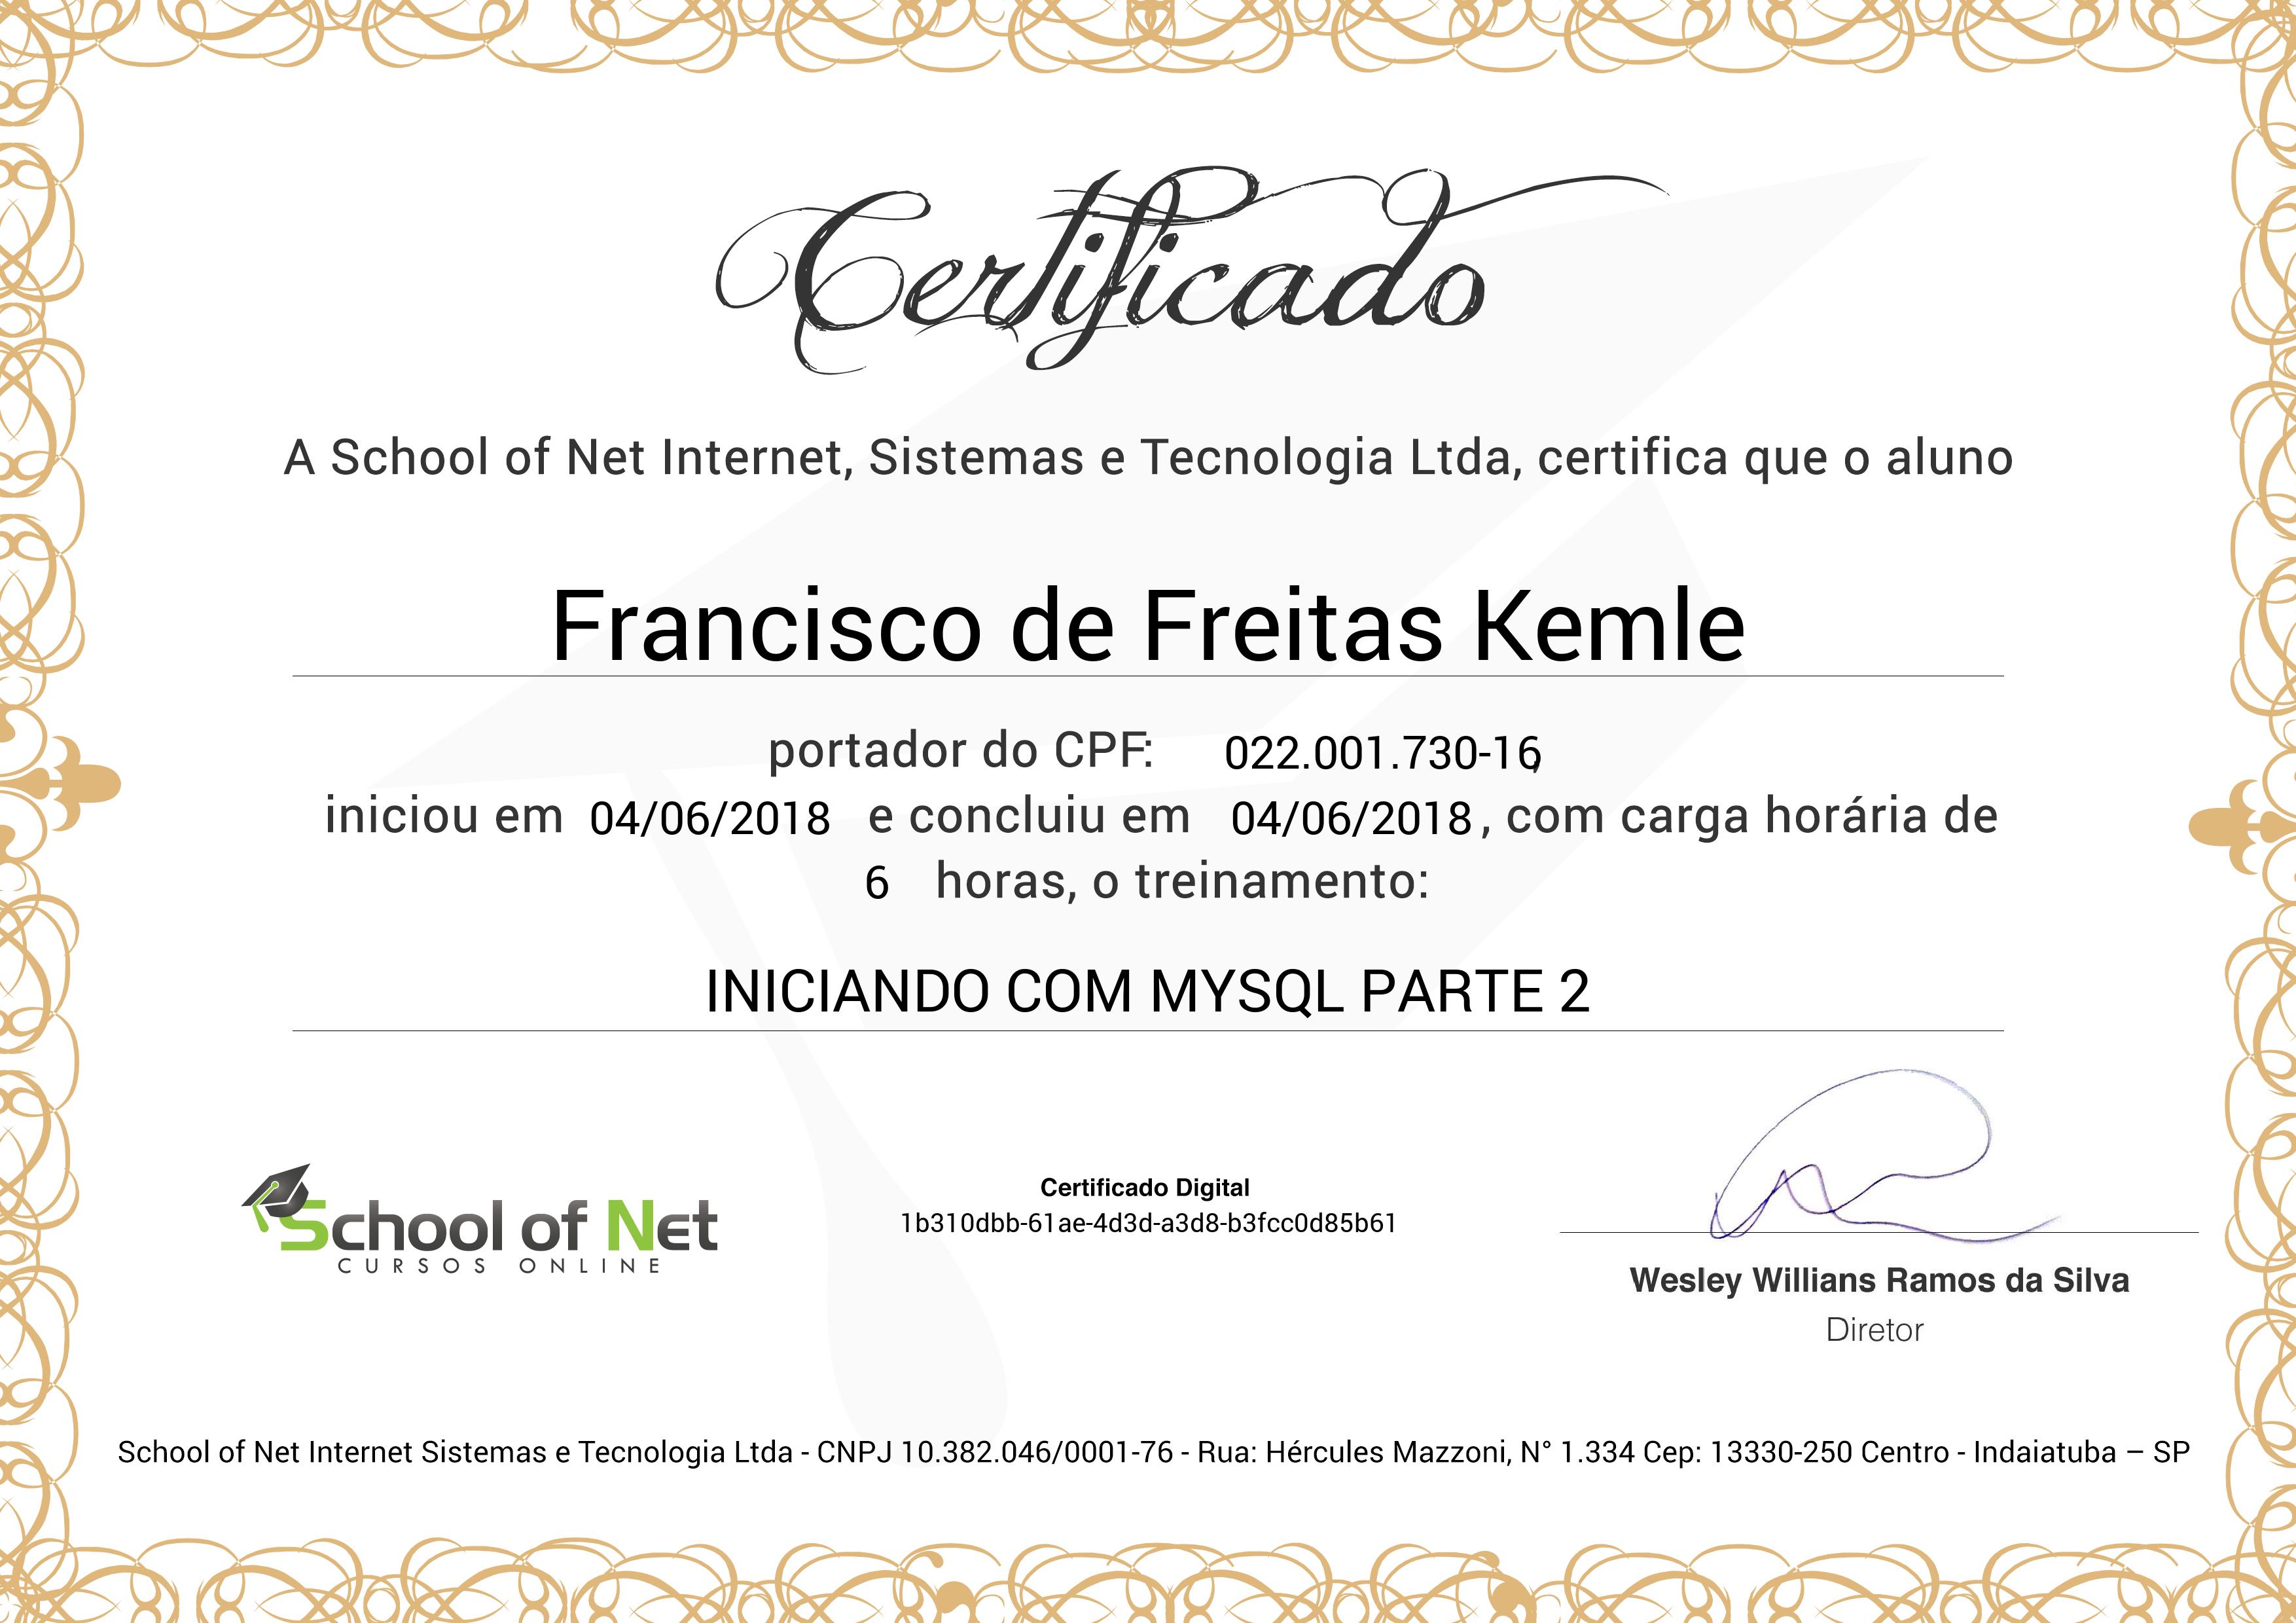 Certificado
A School of Net Internet, Sistemas e Tecnologia Ltda, certifica que o aluno
Francisco de Freitas Kemle
portador do CPF: 022.001.730-16,
iniciou em 04/06/2018 e concluiu em 04/06/2018, com carga horária de
6 horas, o treinamento:
INICIANDO COM MYSQL PARTE 2
School of Net
CURSOS ONLINE
Certificado Digital
1b310dbb-61ae-4d3d-a3d8-b3fcc0d85b61
Wesley Willians Ramos da Silva
Diretor
School of Net Internet Sistemas e Tecnologia Ltda - CNPJ 10.382.046/0001-76 - Rua: Hércules Mazzoni, N° 1.334 Cep: 13330-250 Centro - Indaiatuba – SP